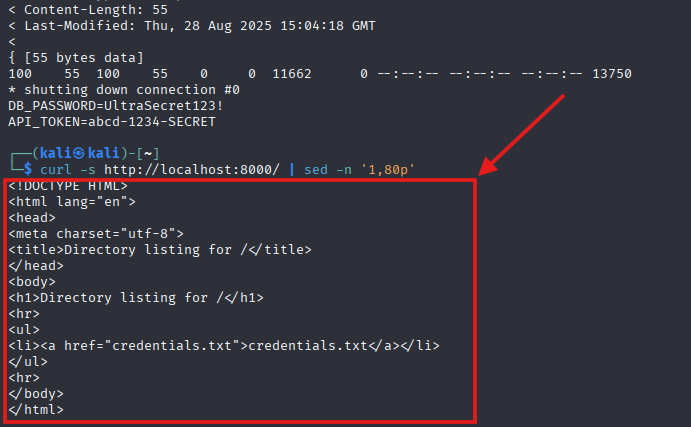 < Content-Length: 55
< Last-Modified: Thu, 28 Aug 2025 15:04:18 GMT
<
{ [55 bytes data]
100    55  100    55    0     0  11662      0 --:--:-- --:--:-- --:--:-- 13750
* shutting down connection #0
DB_PASSWORD=UltraSecret123!
API_TOKEN=abcd-1234-SECRET
┌──(kali㉿kali)-[~]
└─$ curl -s http://localhost:8000/ | sed -n '1,80p'
<!DOCTYPE HTML>
<html lang="en">
<head>
<meta charset="utf-8">
<title>Directory listing for /</title>
</head>
<body>
<h1>Directory listing for /</h1>
<hr>
<ul>
<li><a href="credentials.txt">credentials.txt</a></li>
</ul>
<hr>
</body>
</html>